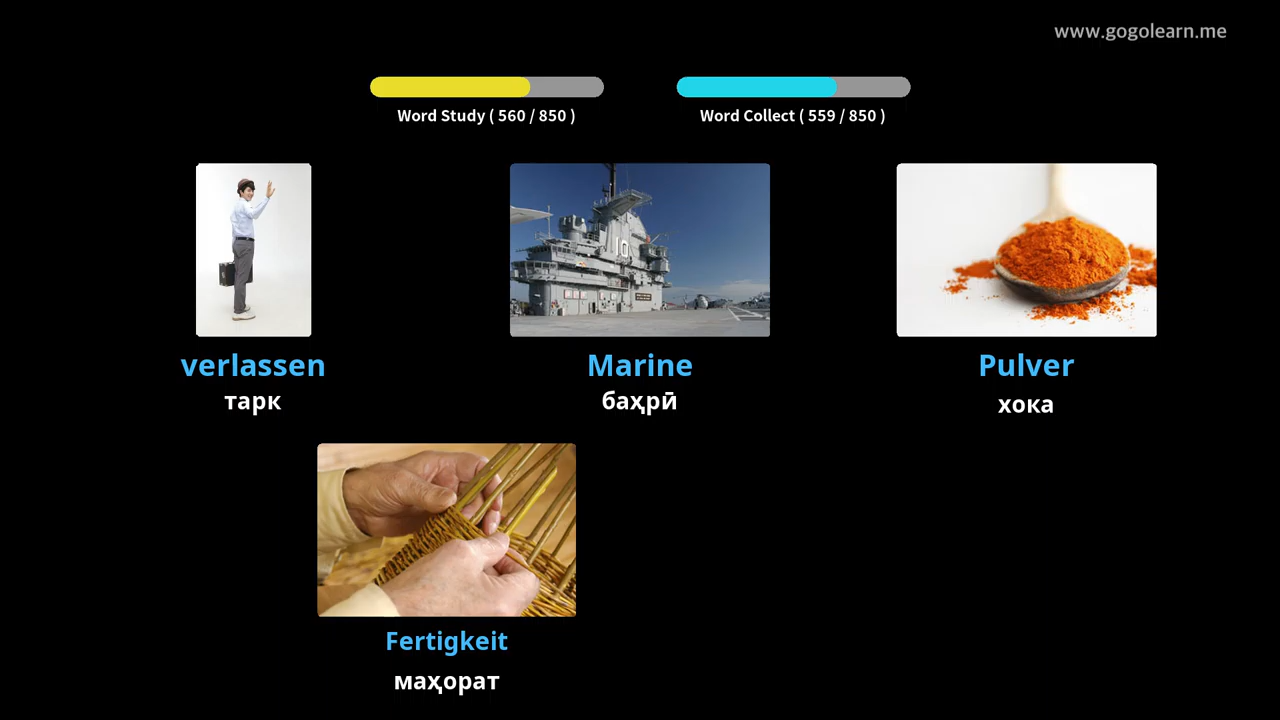 www.gogolearn.me
Word Study ( 560 / 850 )
Word Collect ( 559 / 850 )
verlassen
тарк
Marine
баҳрӣ
Pulver
хока
Fertigkeit
маҳорат